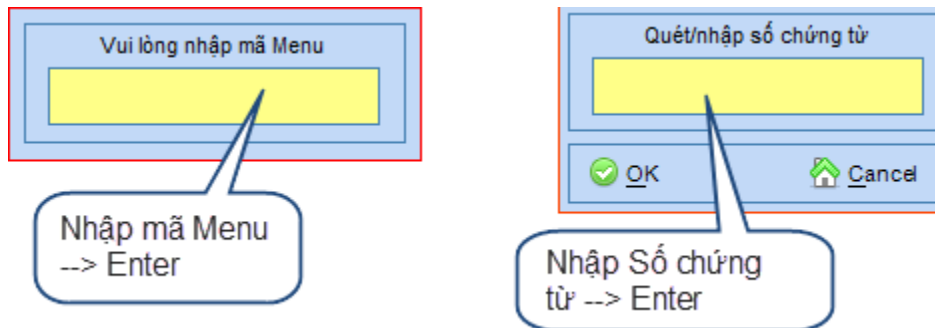 Vui lòng nhập mã Menu
Nhập mã Menu
--> Enter
Quét/nhập số chứng từ
OK
Cancel
Nhập Số chứng
từ --> Enter